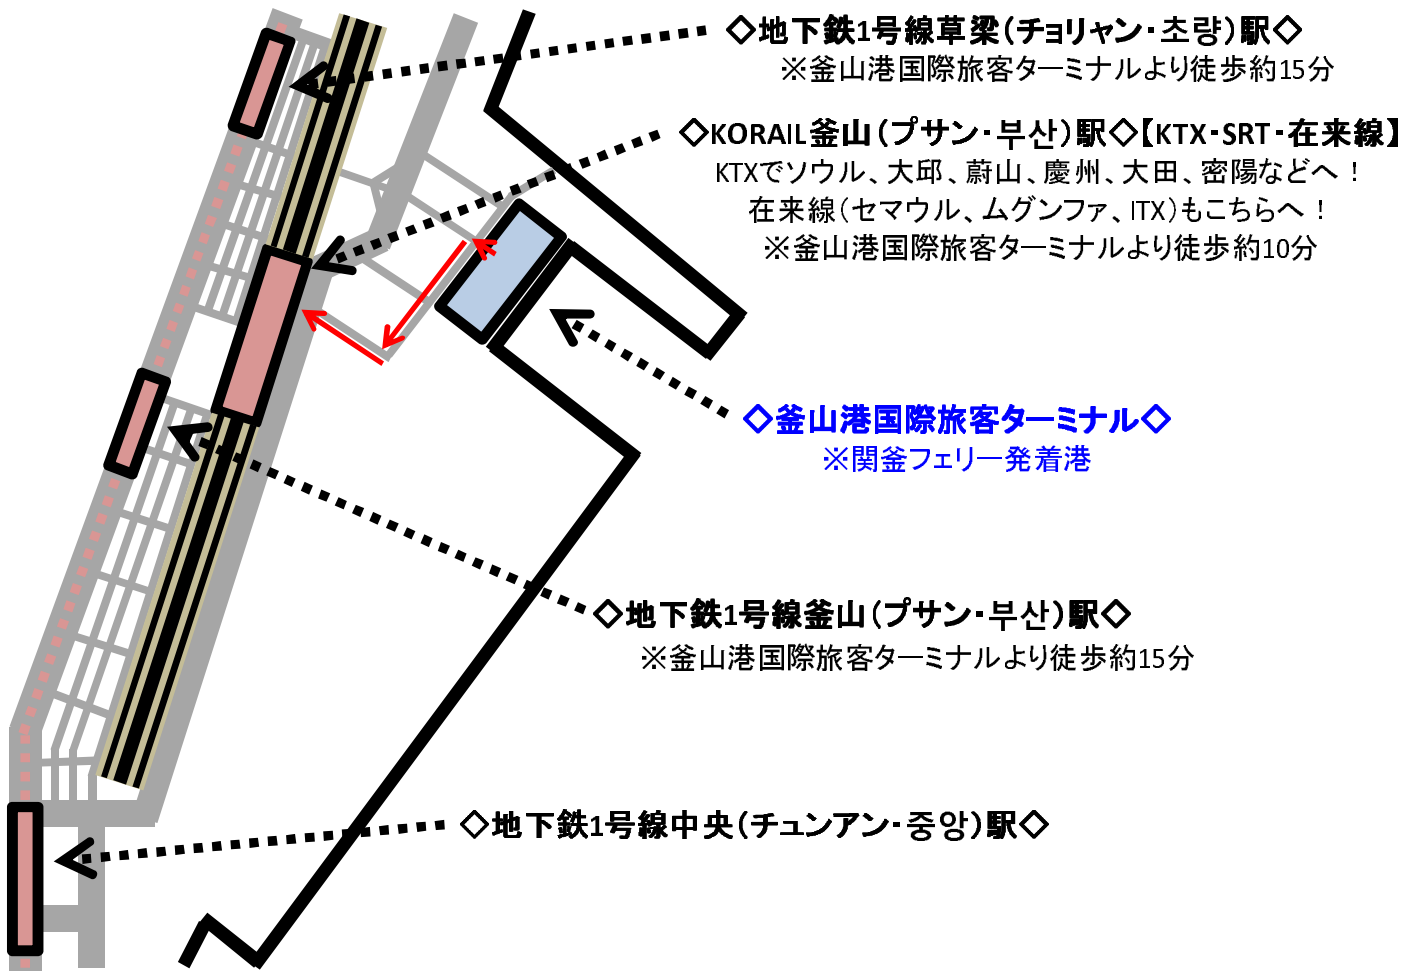 ◇地下鉄1号線草梁（チョリャン・초량）駅◇
※釜山港国際旅客ターミナルより徒歩約15分
◇KORAIL釜山（プサン・부산）駅◇【KTX・SRT・在来線】
KTXでソウル、大邱、蔚山、慶州、大田、密陽などへ！
在来線（セマウル、ムグンファ、ITX）もこちらへ！
※釜山港国際旅客ターミナルより徒歩約10分
◇釜山港国際旅客ターミナル◇
※関釜フェリー発着港
◇地下鉄1号線釜山（プサン・부산）駅◇
※釜山港国際旅客ターミナルより徒歩約15分
◇地下鉄1号線中央（チュンアン・중앙）駅◇